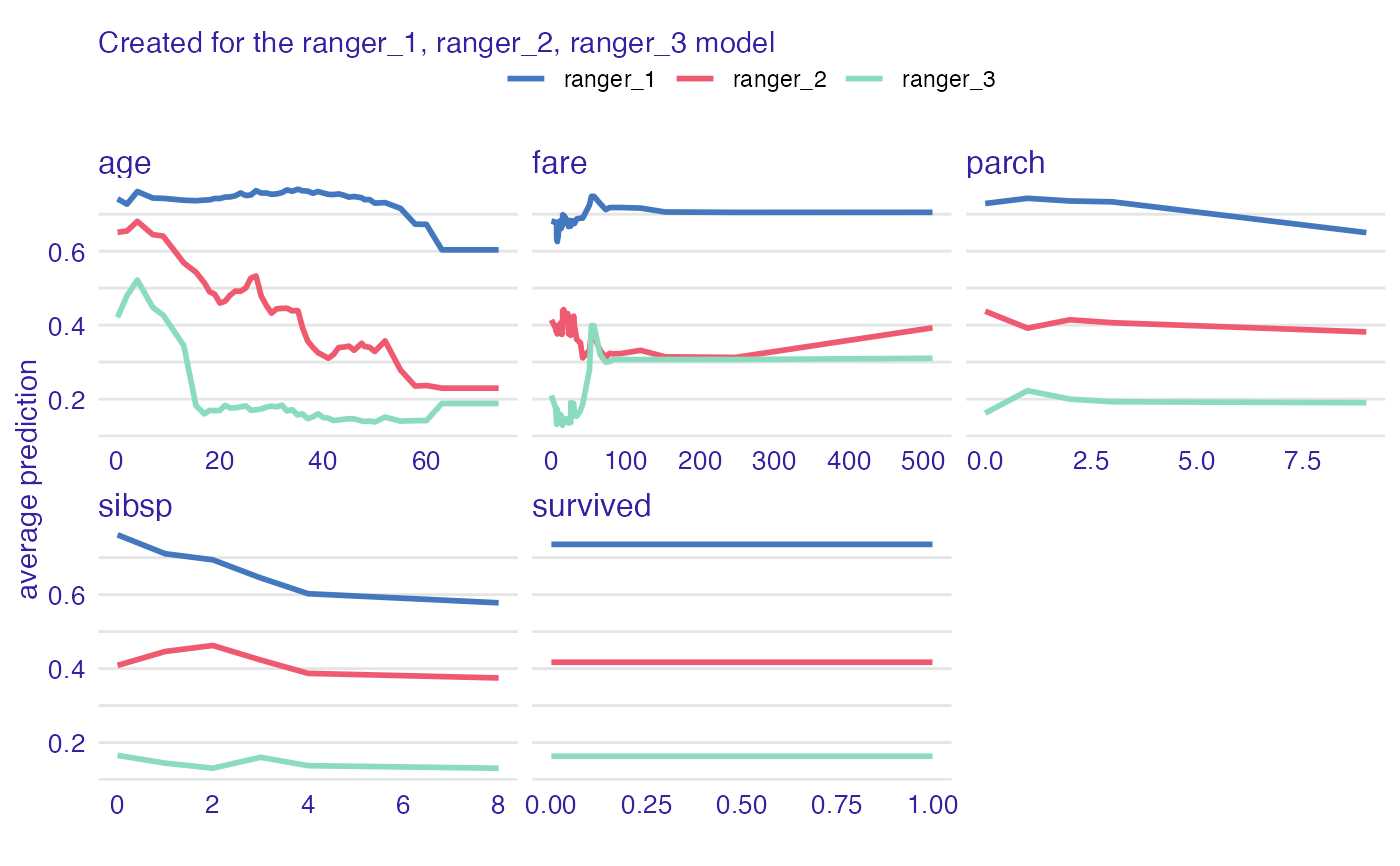 Created for the ranger_1, ranger_2, ranger_3 model
ranger_1 ranger_2 ranger_3
average prediction
age fare parch
0.6
0.4
0.2
0 20 40 60 0 100 200 300 400 500 0.0 2.5 5.0 7.5
sibsp survived
0.6
0.4
0.2
0 2 4 6 8 0.00 0.25 0.50 0.75 1.00